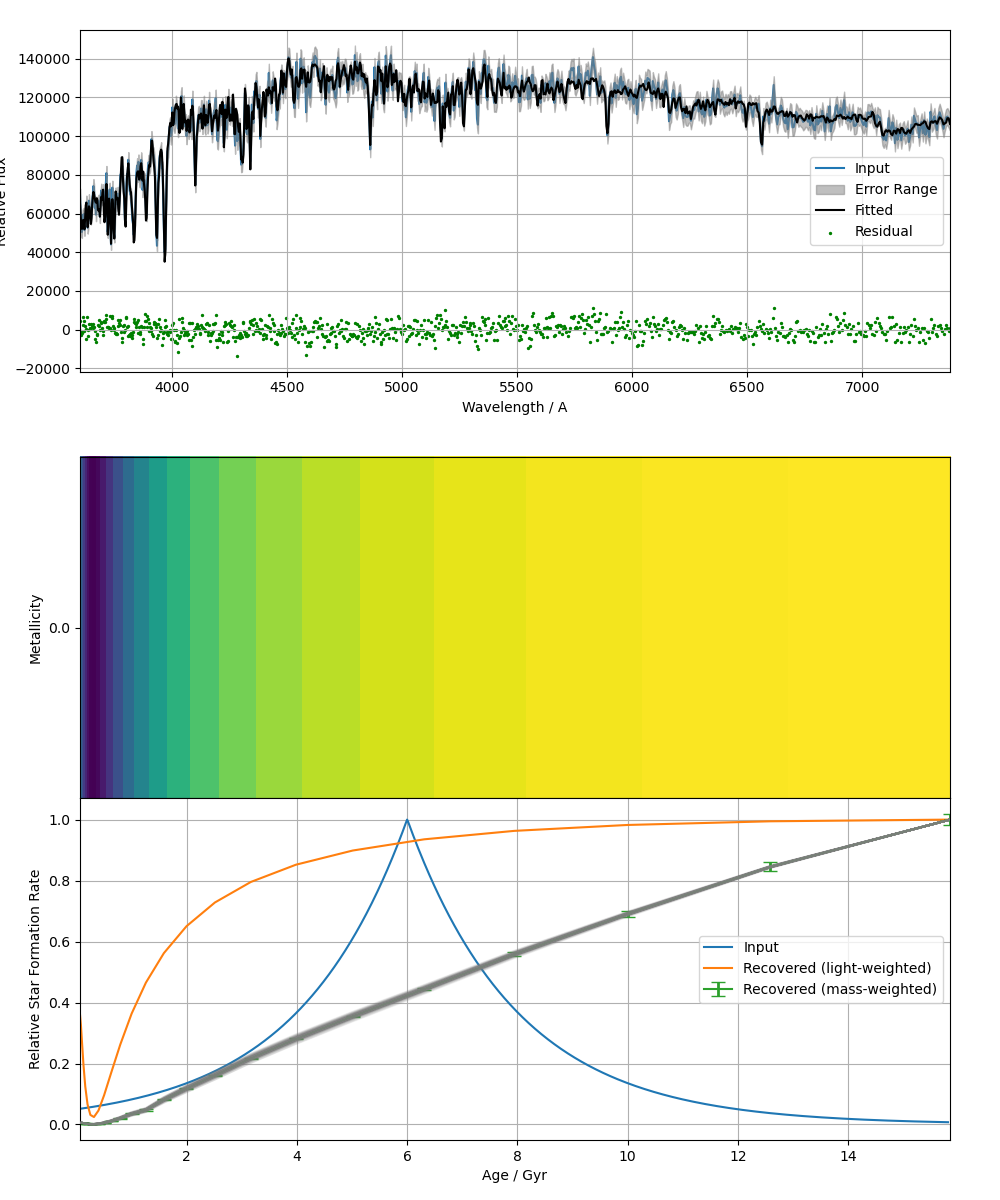 140000
120000
100000
80000
60000
40000
20000
0
−20000
Relative Flux
Input
Error Range
Fitted
Residual
4000 4500 5000 5500 6000 6500 7000
Wavelength / A
Metallicity
0.0
1.0
0.8
0.6
0.4
0.2
0.0
Relative Star Formation Rate
Input
Recovered (light-weighted)
Recovered (mass-weighted)
2 4 6 8 10 12 14
Age / Gyr